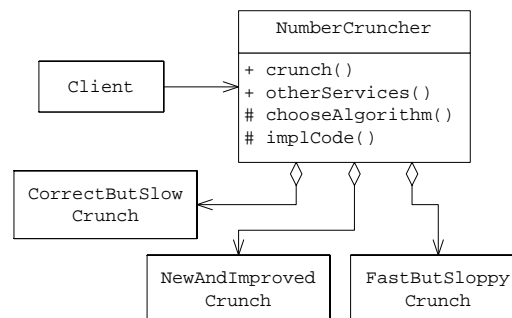 NumberCruncher
+ crunch()
+ otherServices()
# chooseAlgorithm()
# implCode()
Client
CorrectButSlow
Crunch
NewAndImproved
Crunch
FastButSloppy
Crunch